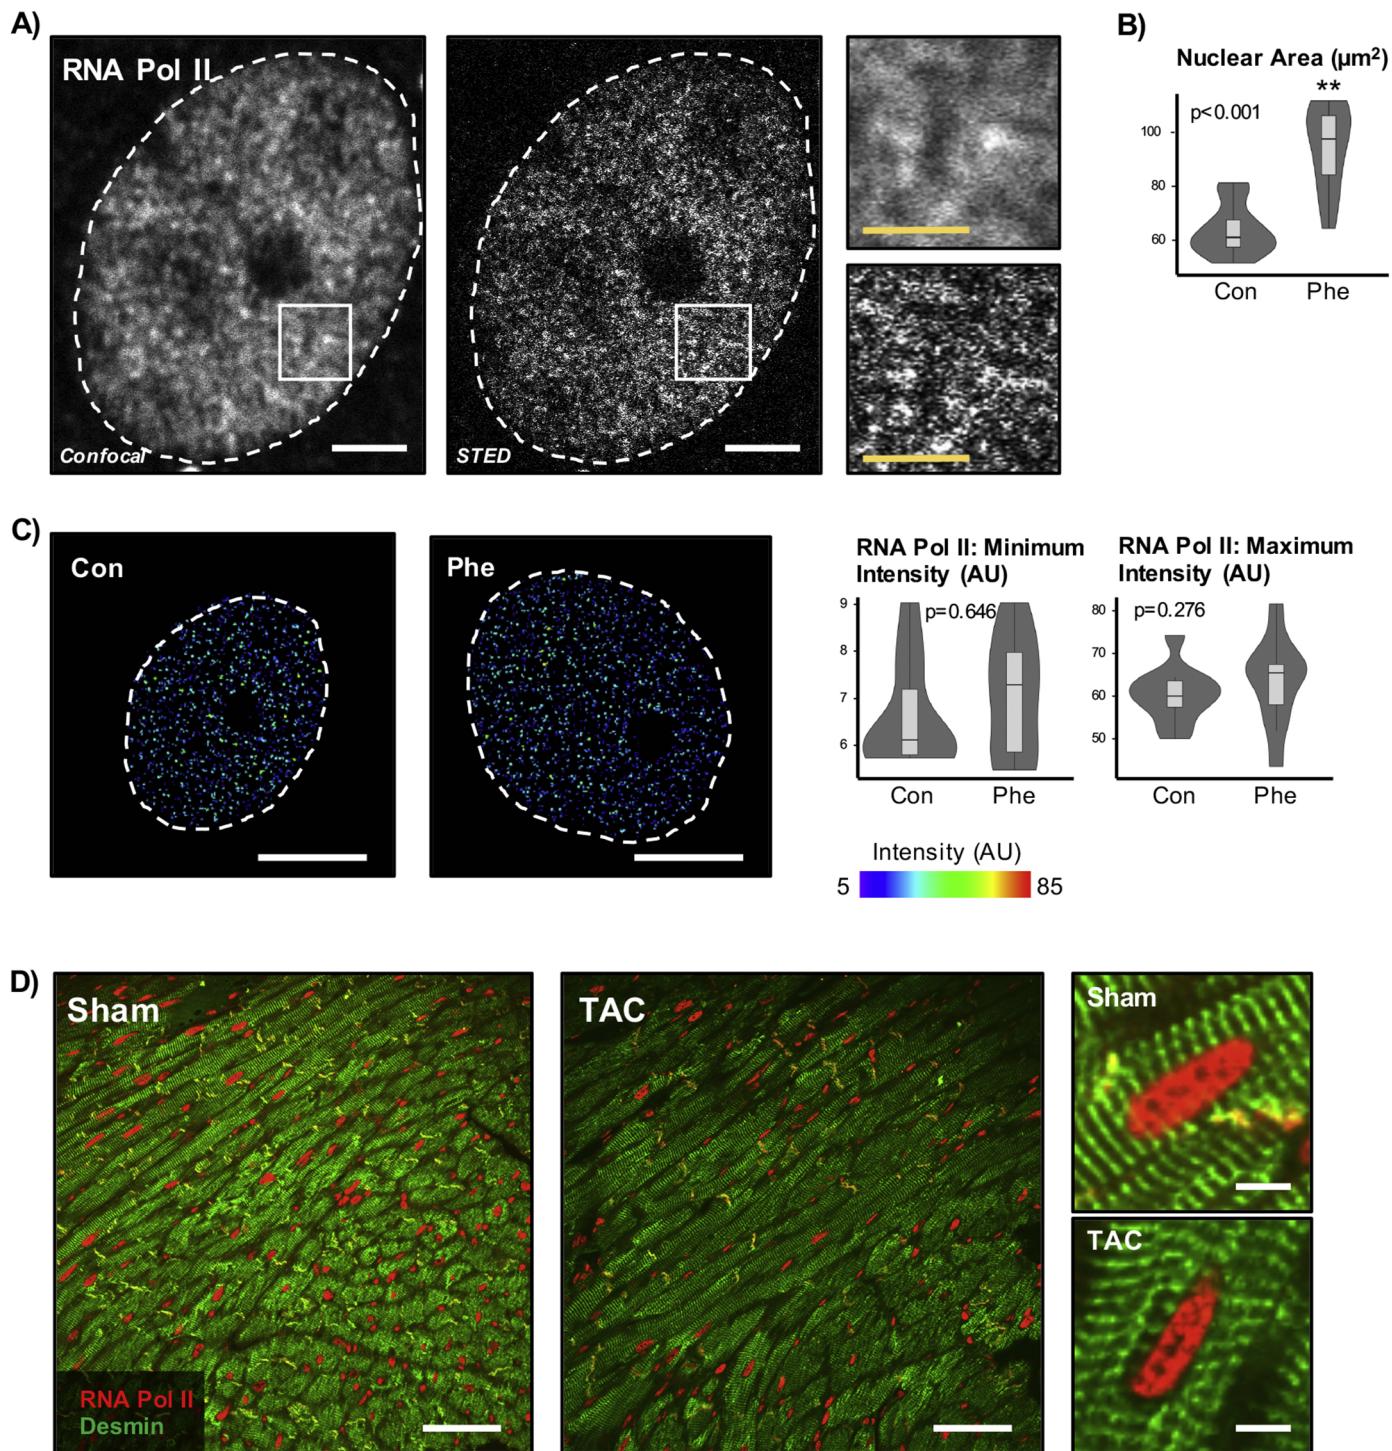 A)
RNA Pol II
Confocal
STED
B)
Nuclear Area (µm²)
**
p<0.001
100
80
60
Con
Phe
C)
Con
Phe
RNA Pol II: Minimum
Intensity (AU)
9
p=0.646
8
7
6
Con
Phe
RNA Pol II: Maximum
Intensity (AU)
80
p=0.276
70
60
50
Con
Phe
Intensity (AU)
5
85
D)
Sham
RNA Pol II
Desmin
TAC
Sham
TAC